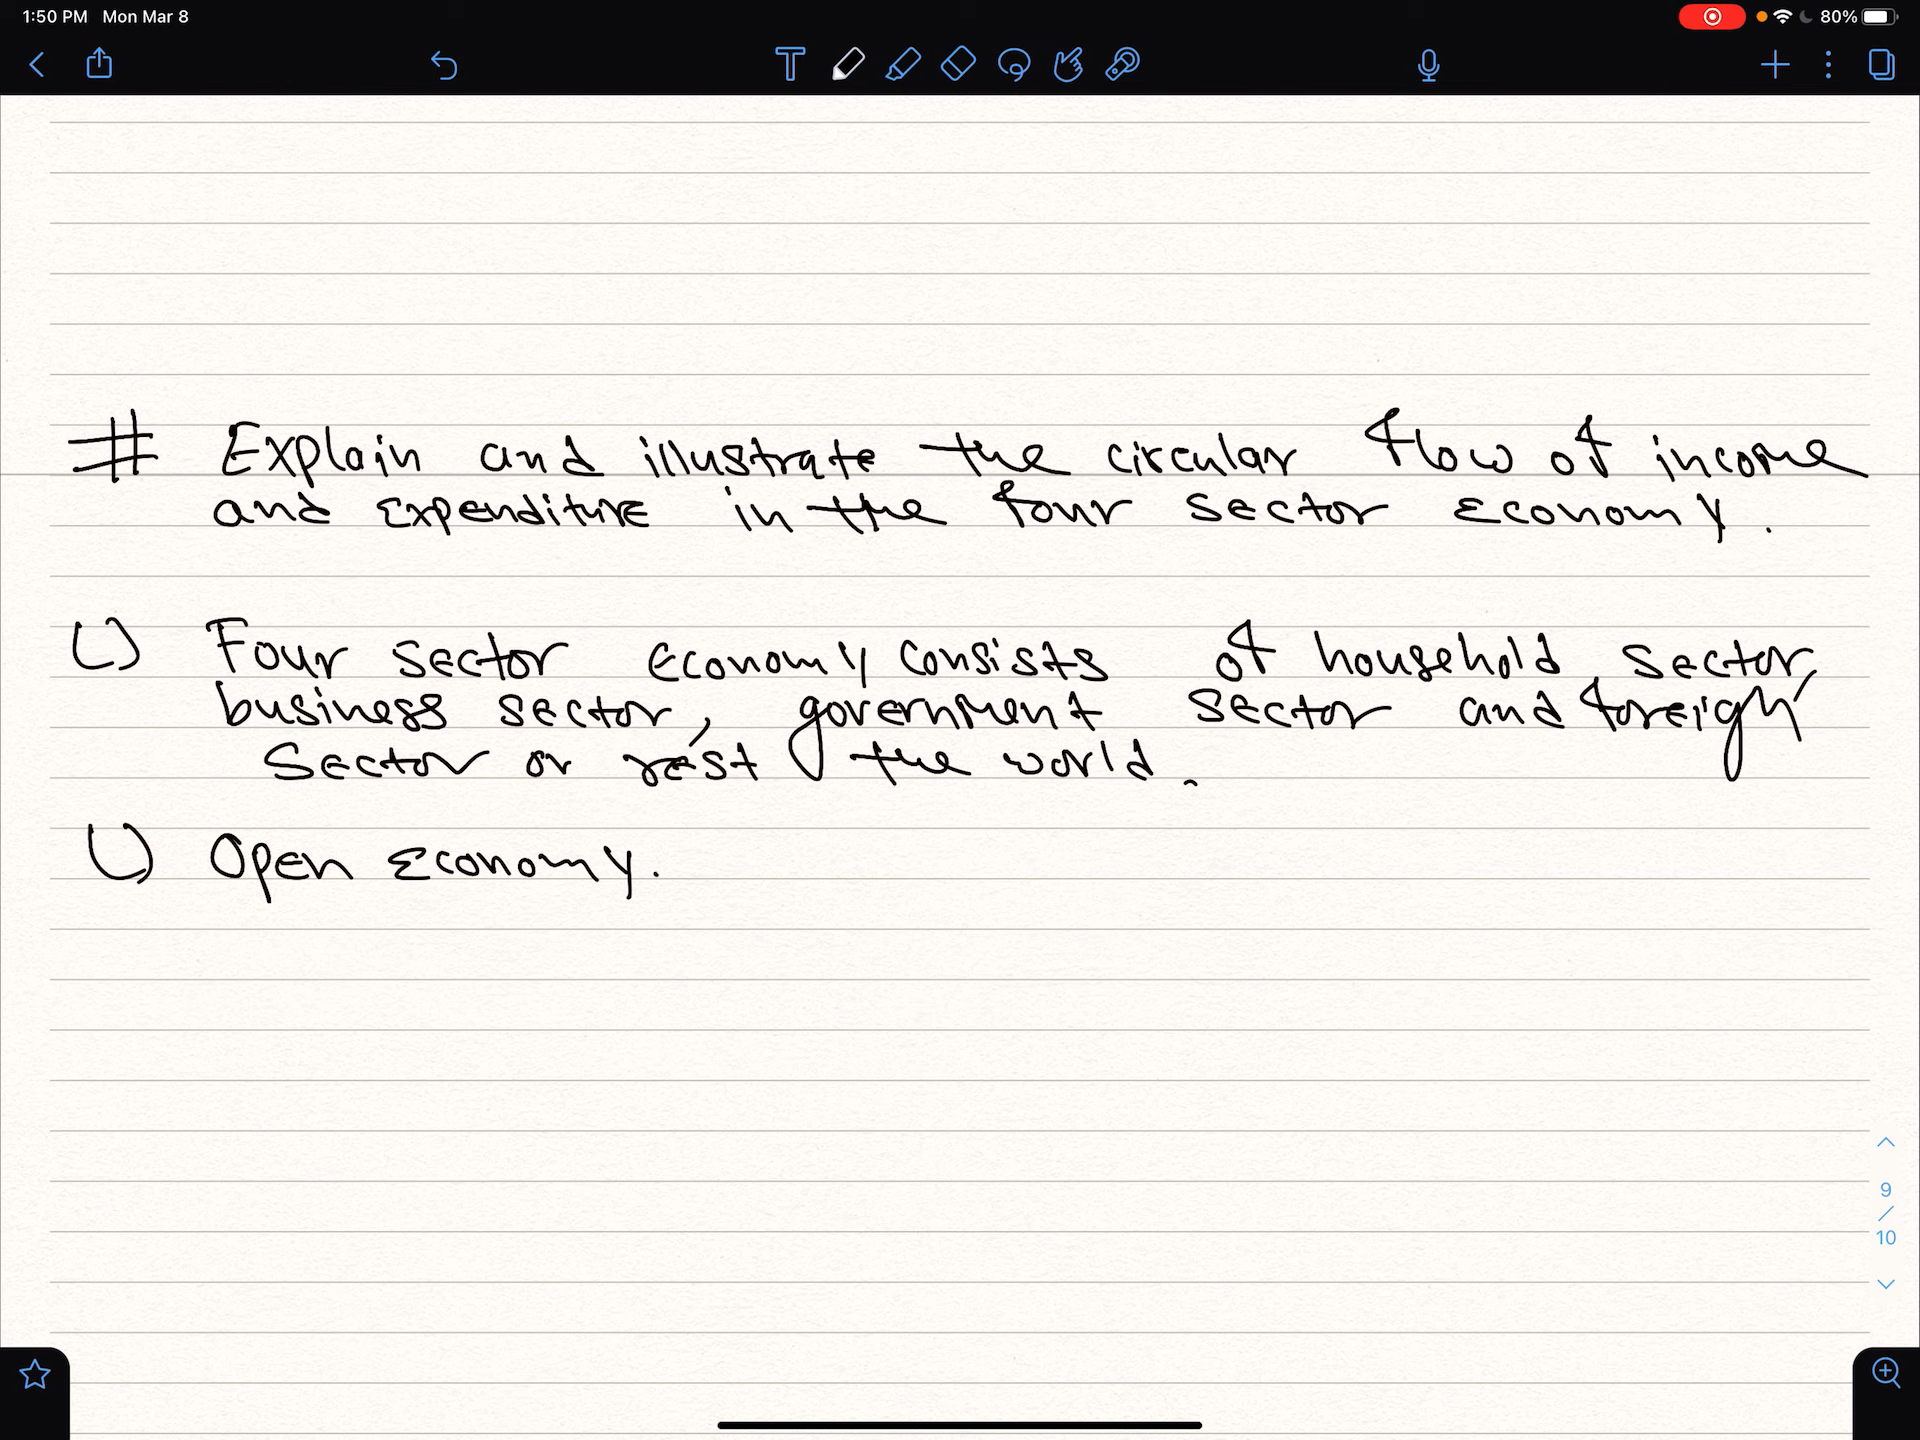 1:50 PM Mon Mar 8
80%
# Explain and illustrate the circular flow of income
and expenditure in the four sector economy.
Four sector economy consists of household sector,
business sector, government sector and foreign
sector or rest the world.
Open economy.
9
/
10